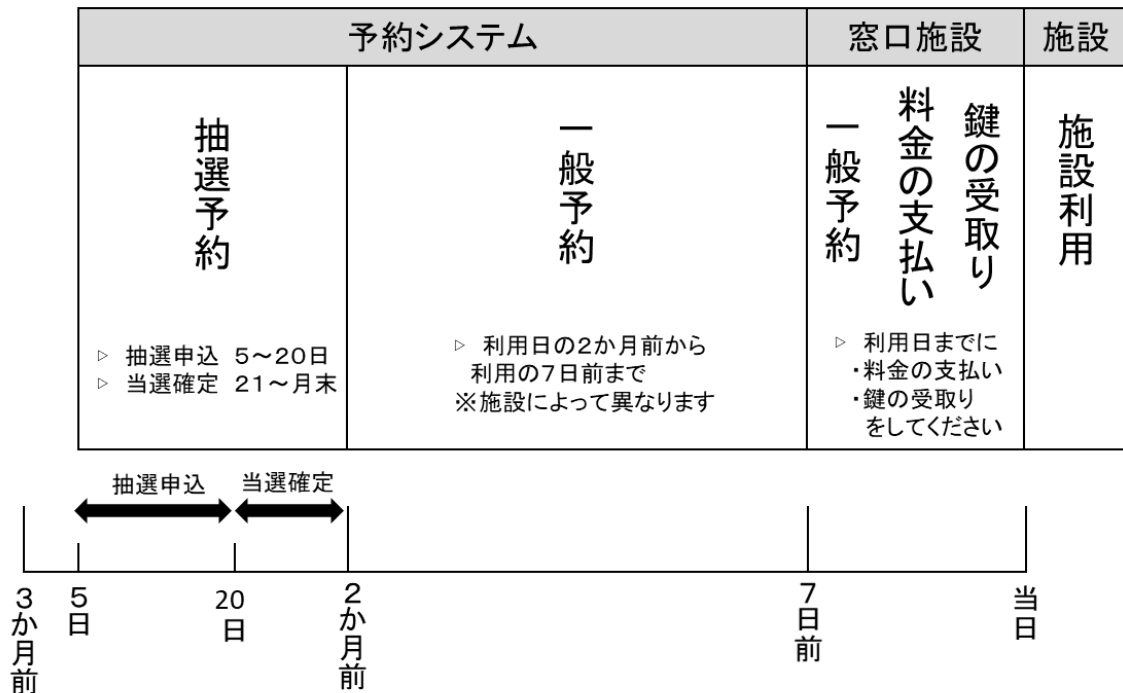 予約システム
窓口施設
施設
抽選予約
▷ 抽選申込 5～20日
▷ 当選確定 21～月末
一般予約
▷ 利用日の2か月前から
利用の7日前まで
※施設によって異なります
鍵の受取り
料金の支払い
一般予約
▷ 利用日までに
・料金の支払い
・鍵の受取り
をしてください
施設利用
抽選申込
当選確定
3か月前
5日
20日
2か月前
7日前
当日